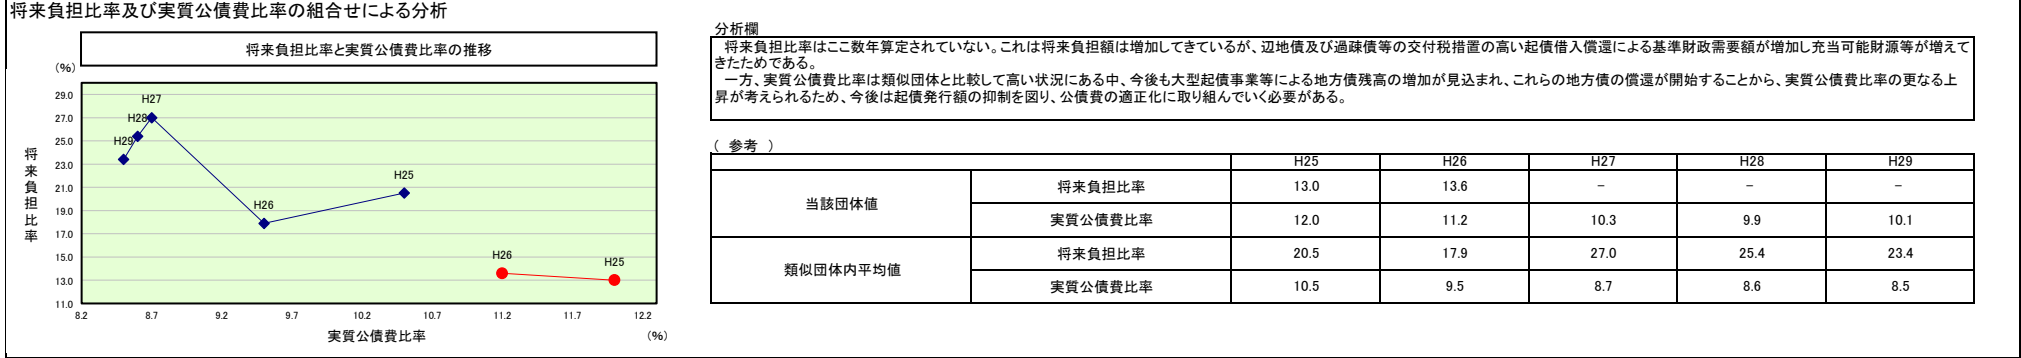 将来負担比率及び実質公債費比率の組合せによる分析
将来負担比率と実質公債費比率の推移
(%)
29.0
27.0
25.0
23.0
21.0
19.0
17.0
15.0
13.0
11.0
将来負担比率
H27
H28
H29
H26
H25
H26
H25
8.2 8.7 9.2 9.7 10.2 10.7 11.2 11.7 12.2
実質公債費比率
(%)
分析欄
将来負担比率はここ数年算定されていない。これは将来負担額は増加してきているが、辺地債及び過疎債等の交付税措置の高い起債借入償還による基準財政需要額が増加し充当可能財源等が増えて
きたためである。
一方、実質公債費比率は類似団体と比較して高い状況にある中、今後も大型起債事業等による地方債残高の増加が見込まれ、これらの地方債の償還が開始することから、実質公債費比率の更なる上
昇が考えられるため、今後は起債発行額の抑制を図り、公債費の適正化に取り組んでいく必要がある。
( 参考 )
H25 H26 H27 H28 H29
当該団体値 将来負担比率 13.0 13.6 － － －
実質公債費比率 12.0 11.2 10.3 9.9 10.1
類似団体内平均値 将来負担比率 20.5 17.9 27.0 25.4 23.4
実質公債費比率 10.5 9.5 8.7 8.6 8.5